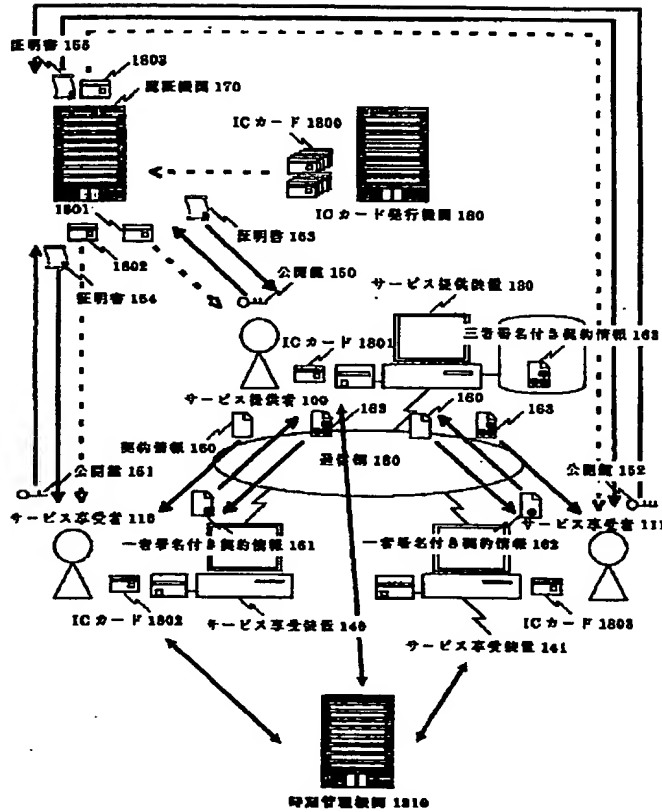 証明書 155
1803
認証機関 170
ICカード 1800
ICカード発行機関 180
1801
1802
証明書 153
証明書 154
公開鍵 150
サービス提供装置 130
三者署名付き契約情報 163
ICカード 1801
サービス提供者 100
163
160
163
契約情報 160
公開鍵 151
公開鍵 152
サービス享受者 110
サービス享受者 111
一者署名付き契約情報 161
一者署名付き契約情報 162
ICカード 1802
サービス享受装置 140
ICカード 1803
サービス享受装置 141
時刻管理機関 1310